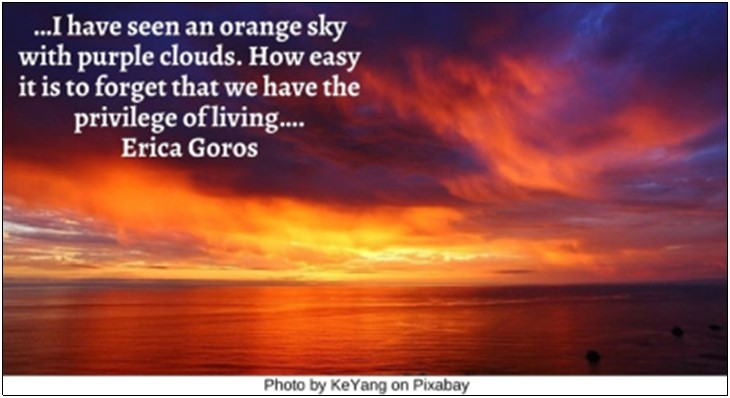 ...I have seen an orange sky
with purple clouds. How easy
it is to forget that we have the
privilege of living....
Erica Goros
Photo by KeYang on Pixabay